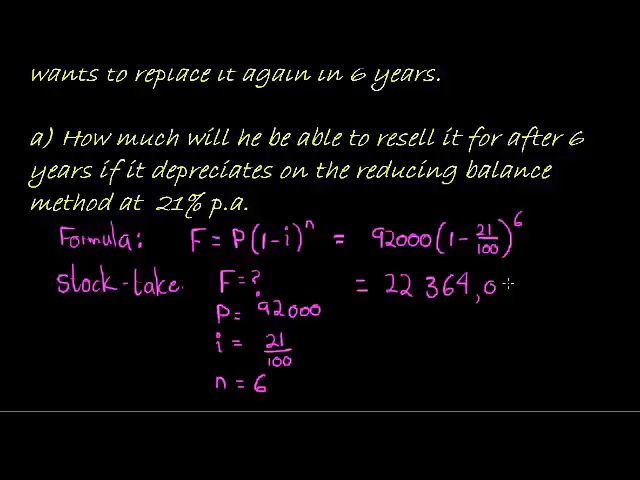 wants to replace it again in 6 years.
a) How much will he be able to resell it for after 6
years if it depreciates on the reducing balance
method at 21% p.a.
Formula: F = P(1-i)^n = 92000(1 - 21/100)^6
Stock-take: F = ? = 22 364,0
P = 92000
i = 21/100
n = 6